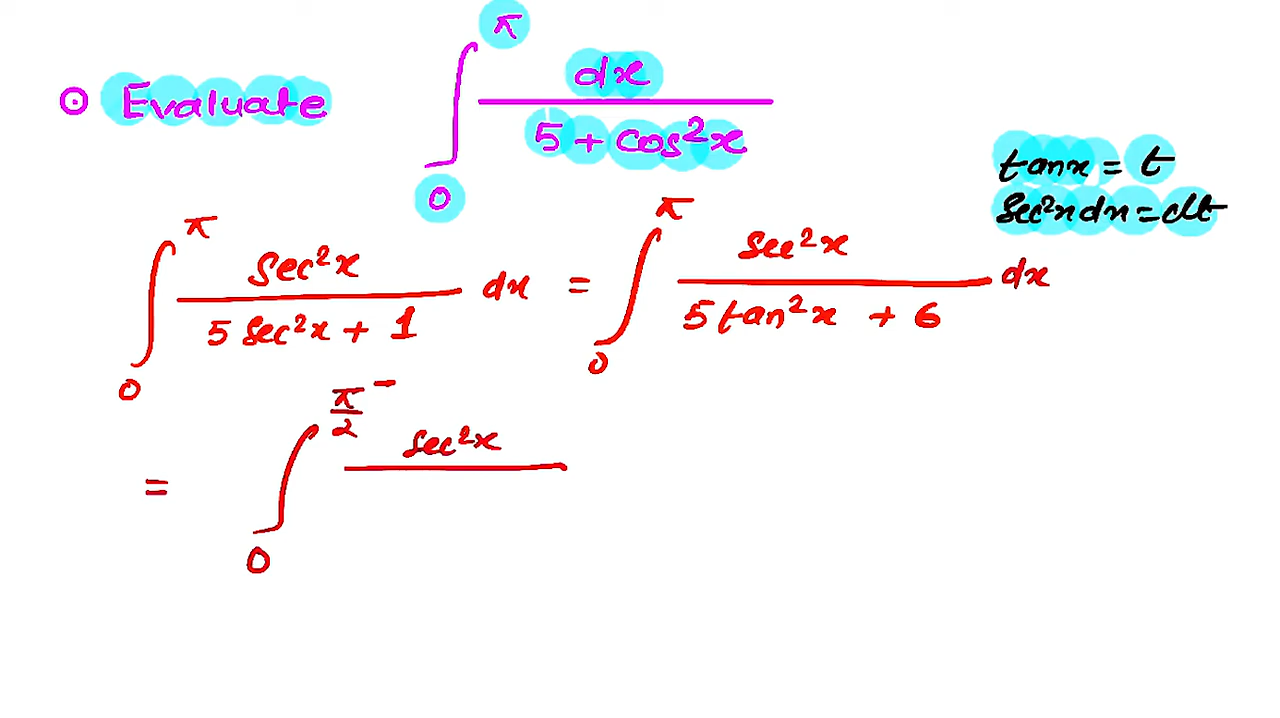 ⊙ Evaluate ∫₀^π dx / (5 + cos²x)
tanx = t
sec²x dx = dt
∫₀^π sec²x / (5 sec²x + 1) dx = ∫₀^π sec²x / (5 tan²x + 6) dx
= ∫₀^(π/2 −) sec²x /